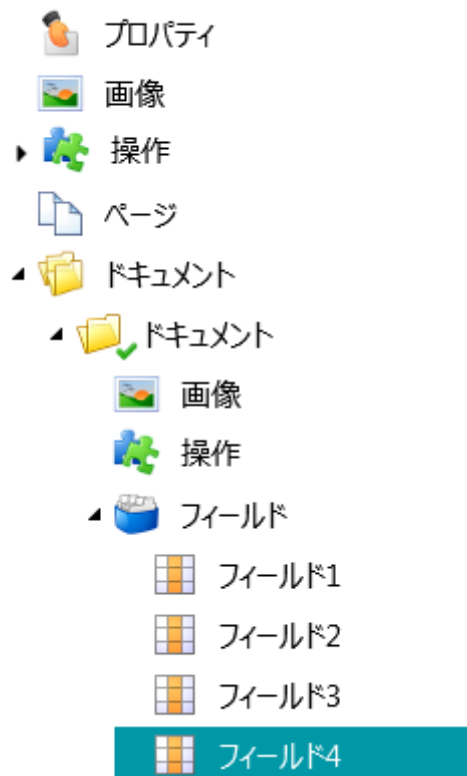 プロパティ
画像
操作
ページ
ドキュメント
ドキュメント
画像
操作
フィールド
フィールド1
フィールド2
フィールド3
フィールド4